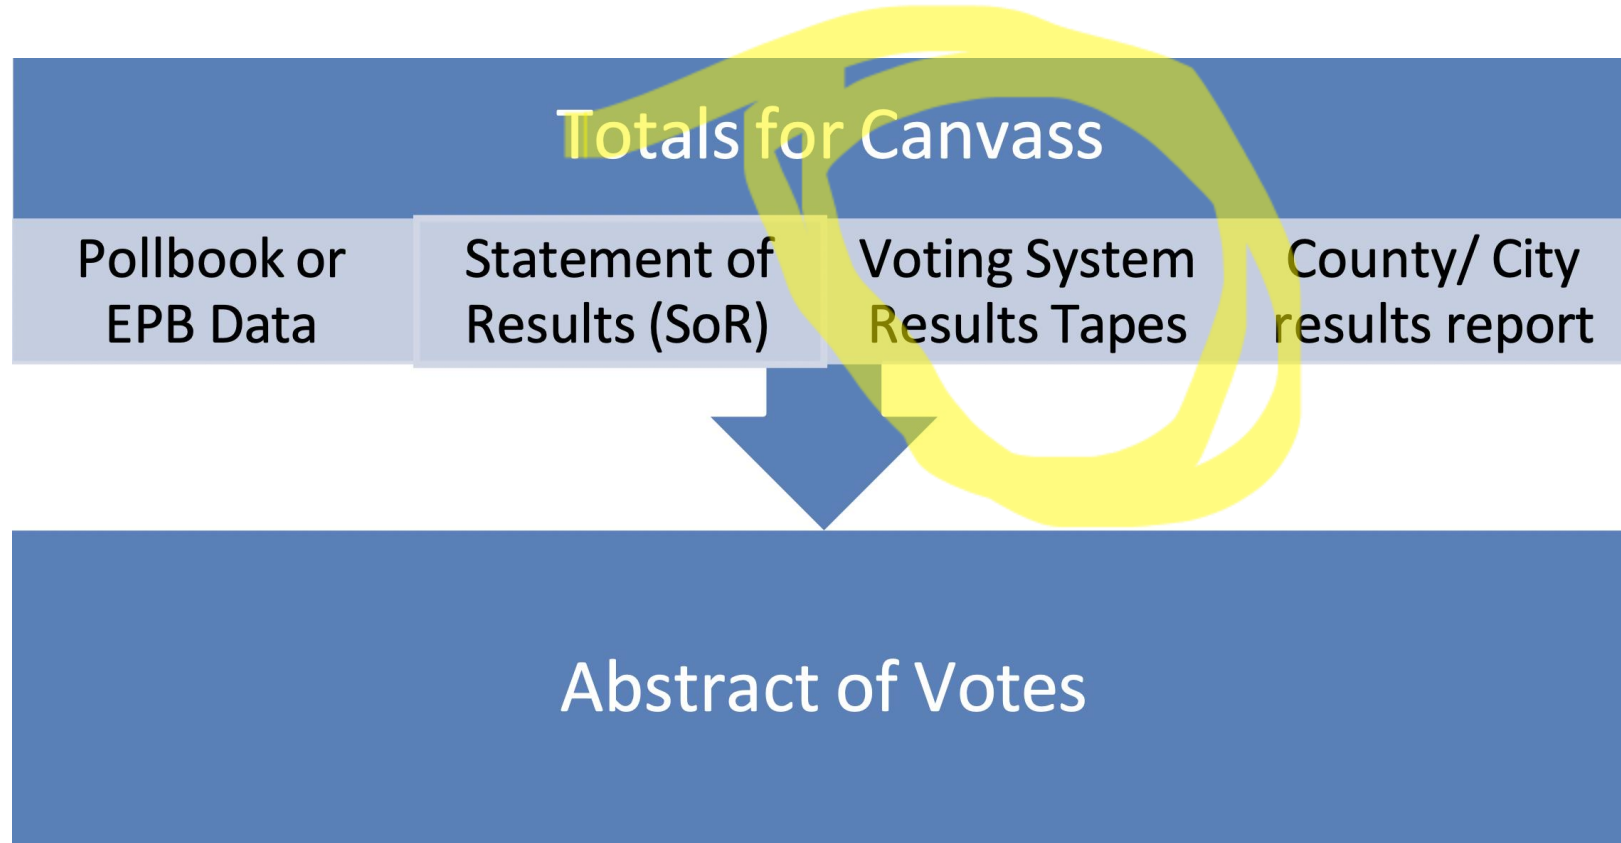 Totals for Canvass
Pollbook or
EPB Data
Statement of
Results (SoR)
Voting System
Results Tapes
County/ City
results report
Abstract of Votes